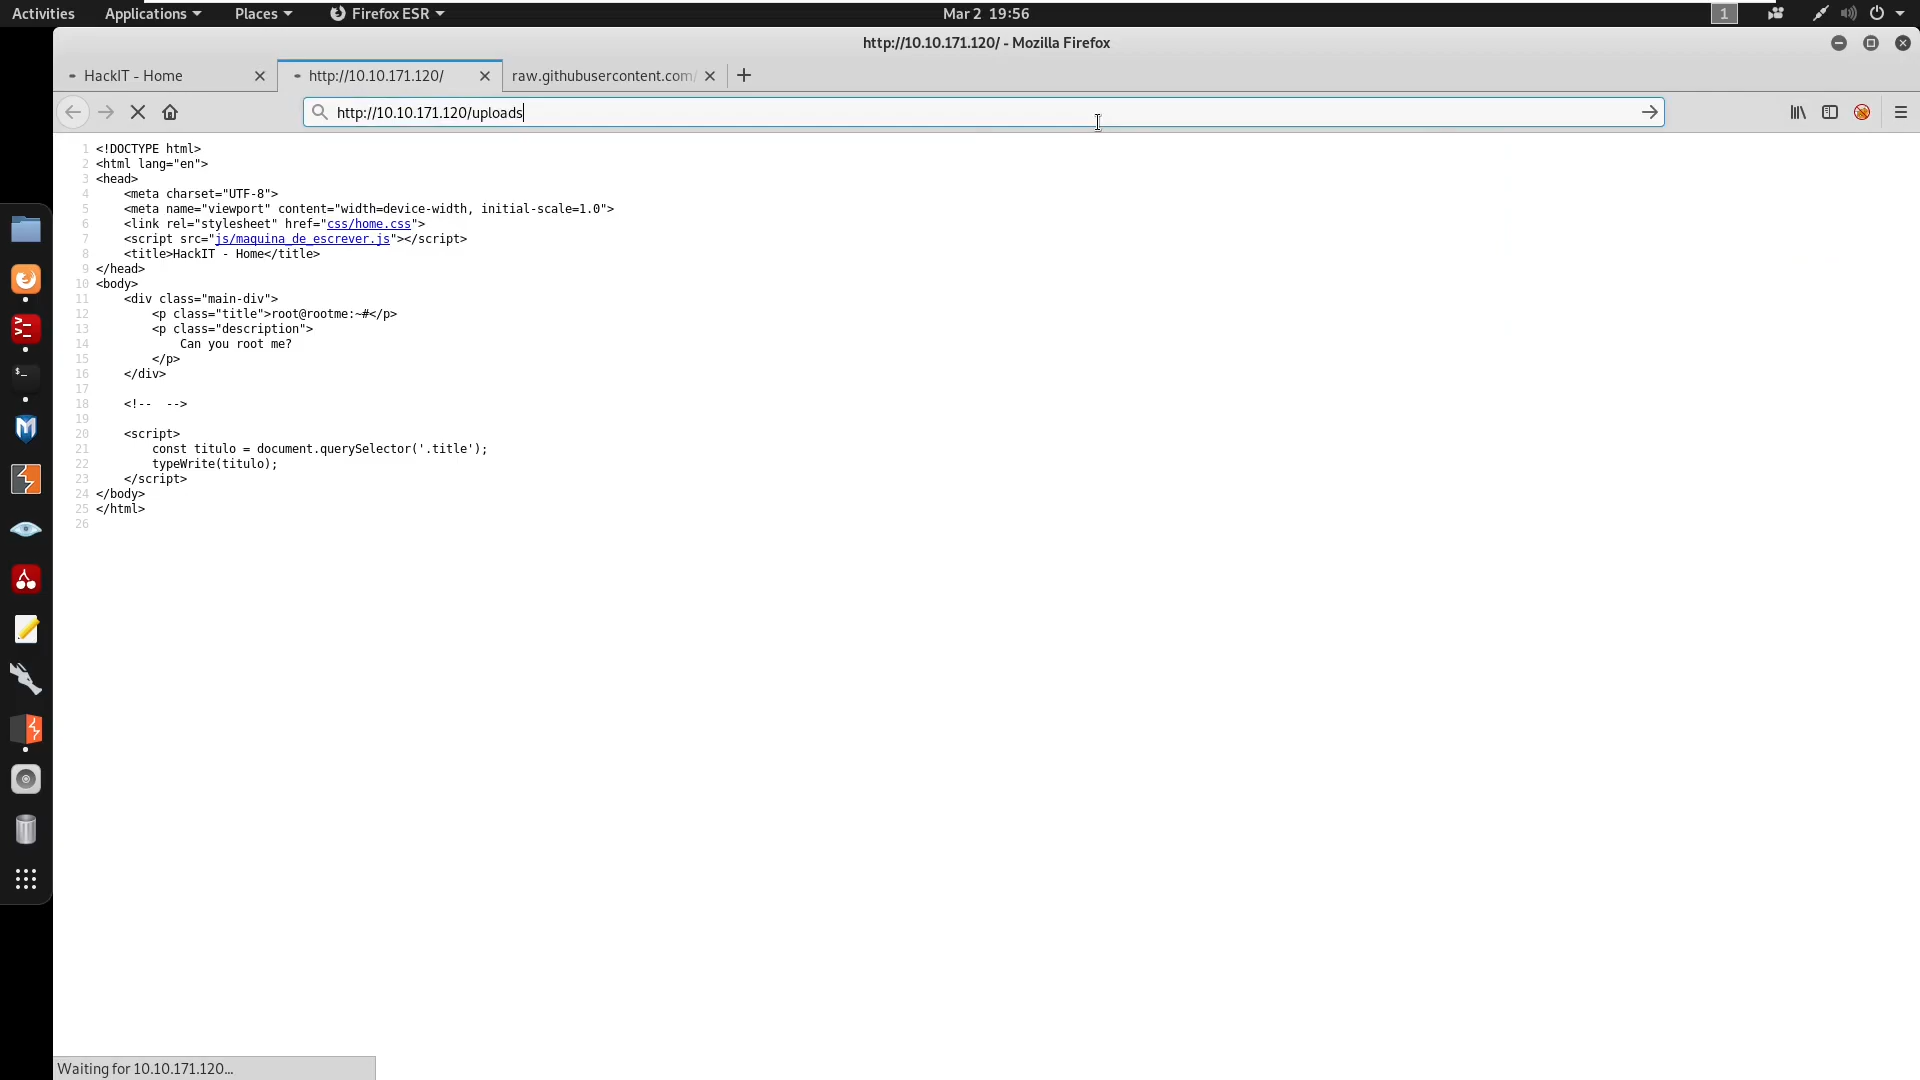 Activities Applications Places Firefox ESR Mar 2 19:56 1
http://10.10.171.120/ - Mozilla Firefox
HackIT - Home http://10.10.171.120/ raw.githubusercontent.com/
http://10.10.171.120/uploads
1 <!DOCTYPE html>
2 <html lang="en">
3 <head>
4     <meta charset="UTF-8">
5     <meta name="viewport" content="width=device-width, initial-scale=1.0">
6     <link rel="stylesheet" href="css/home.css">
7     <script src="js/maquina_de_escrever.js"></script>
8     <title>HackIT - Home</title>
9 </head>
10 <body>
11     <div class="main-div">
12         <p class="title">root@rootme:~#</p>
13         <p class="description">
14             Can you root me?
15         </p>
16     </div>
17
18     <!--  -->
19
20     <script>
21         const titulo = document.querySelector('.title');
22         typeWrite(titulo);
23     </script>
24 </body>
25 </html>
26
Waiting for 10.10.171.120...